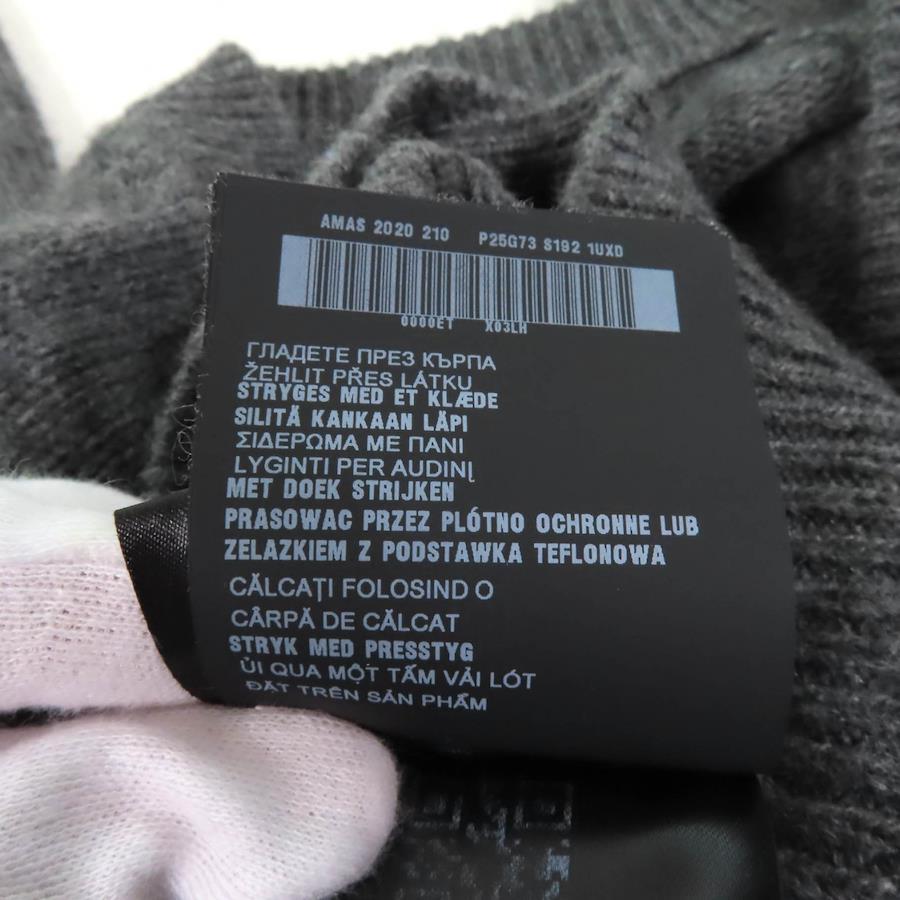 AMAS 2020 210 P25G73 S192 1UXD
0000ET X03LH
ГЛАДЕТЕ ПРЕЗ КЪРПА
ŽEHLIT PŘES LÁTKU
STRYGES MED ET KLÆDE
SILITÄ KANKAAN LÄPI
ΣΙΔΕΡΩΜΑ ΜΕ ΠΑΝΙ
LYGINTI PER AUDINĮ
MET DOEK STRIJKEN
PRASOWAC PRZEZ PLÓTNO OCHRONNE LUB
ZELAZKIEM Z PODSTAWKA TEFLONOWA
CĂLCAȚI FOLOSIND O
CÂRPĂ DE CĂLCAT
STRYK MED PRESSTYG
ỦI QUA MỘT TẤM VẢI LÓT
ĐẶT TRÊN SẢN PHẨM